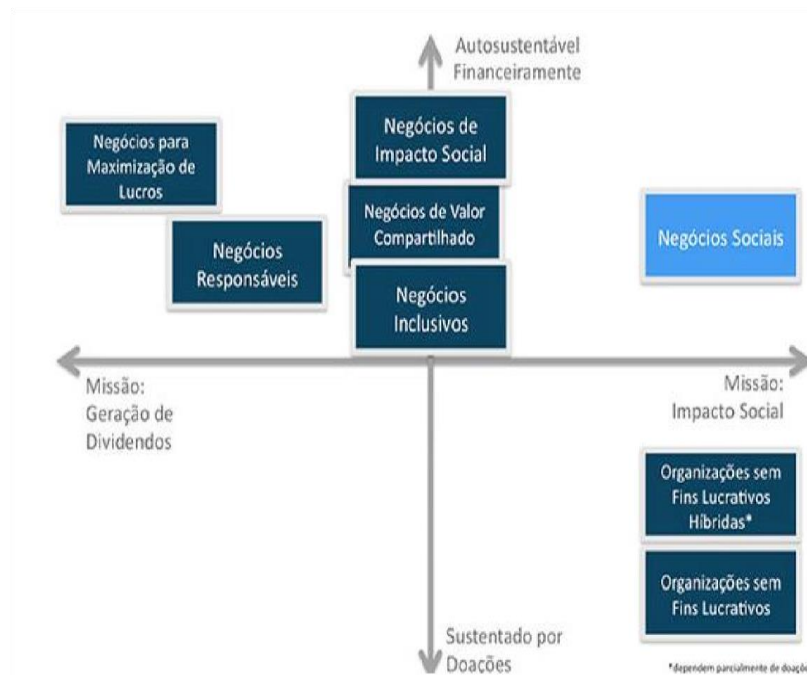 Autosustentável
Financeiramente
Negócios para
Maximização de
Lucros
Negócios de
Impacto Social
Negócios de Valor
Compartilhado
Negócios Sociais
Negócios
Responsáveis
Negócios
Inclusivos
Missão:
Geração de
Dividendos
Missão:
Impacto Social
Organizações sem
Fins Lucrativos
Híbridas*
Organizações sem
Fins Lucrativos
Sustentado por
Doações
*dependem parcialmente de